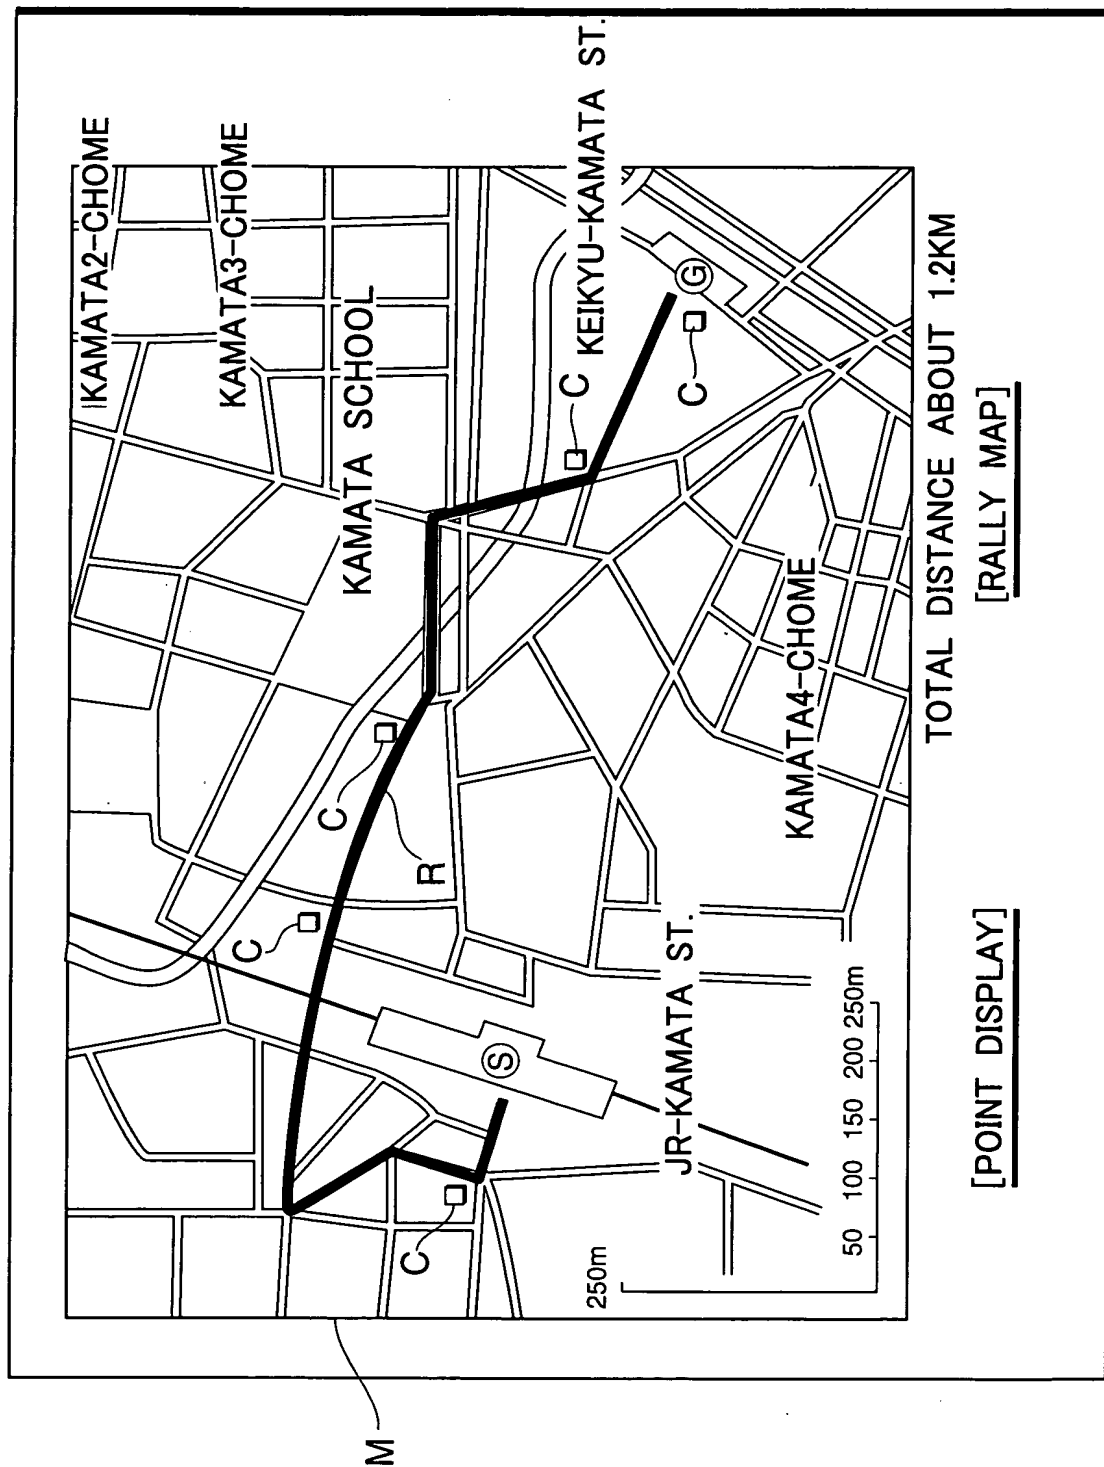 KAMATA2-CHOME
KAMATA3-CHOME
KAMATA SCHOOL
KEIKYU-KAMATA ST.
C
C
C
C
C
R
G
S
JR-KAMATA ST.
KAMATA4-CHOME
250m
50 100 150 200 250m
M
TOTAL DISTANCE ABOUT 1.2KM
[POINT DISPLAY] [RALLY MAP]